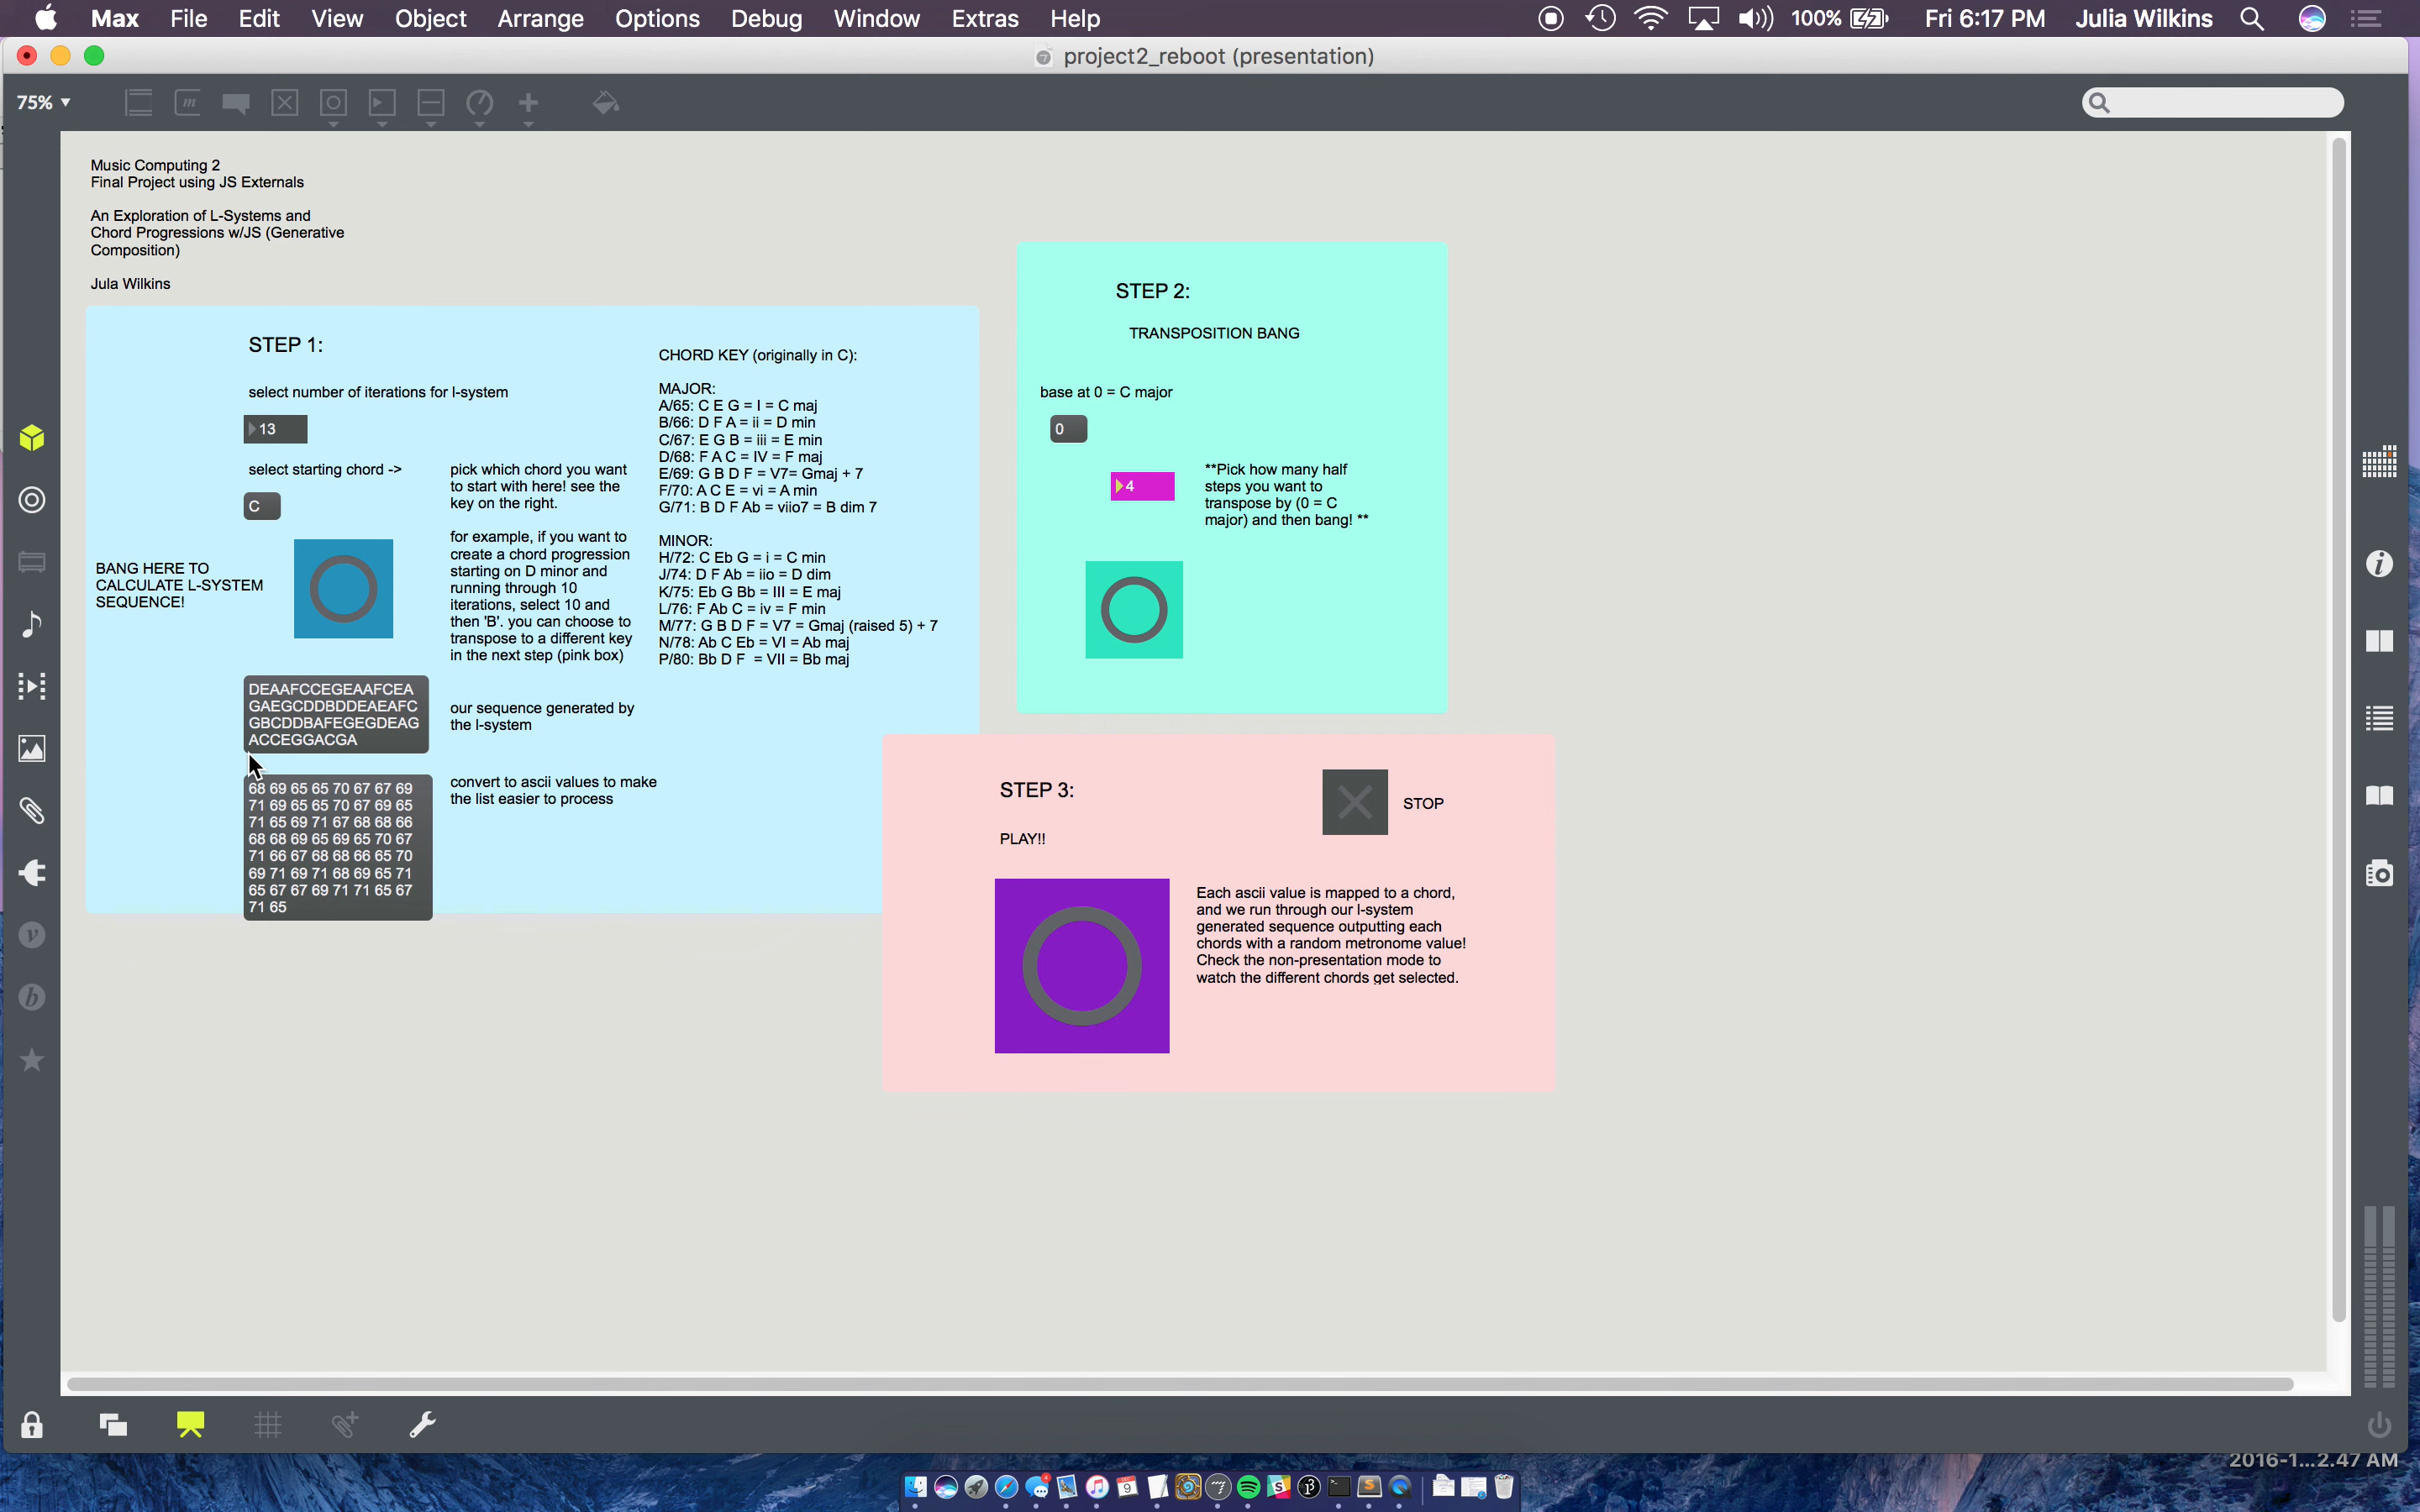 Max File Edit View Object Arrange Options Debug Window Extras Help 100% Fri 6:17 PM Julia Wilkins
project2_reboot (presentation)
75%
Music Computing 2
Final Project using JS Externals
An Exploration of L-Systems and
Chord Progressions w/JS (Generative
Composition)
Jula Wilkins
STEP 1:
select number of iterations for l-system
13
select starting chord ->
C
BANG HERE TO
CALCULATE L-SYSTEM
SEQUENCE!
pick which chord you want
to start with here! see the
key on the right.
for example, if you want to
create a chord progression
starting on D minor and
running through 10
iterations, select 10 and
then 'B'. you can choose to
transpose to a different key
in the next step (pink box)
CHORD KEY (originally in C):
MAJOR:
A/65: C E G = I = C maj
B/66: D F A = ii = D min
C/67: E G B = iii = E min
D/68: F A C = IV = F maj
E/69: G B D F = V7= Gmaj + 7
F/70: A C E = vi = A min
G/71: B D F Ab = viio7 = B dim 7
MINOR:
H/72: C Eb G = i = C min
J/74: D F Ab = iio = D dim
K/75: Eb G Bb = III = E maj
L/76: F Ab C = iv = F min
M/77: G B D F = V7 = Gmaj (raised 5) + 7
N/78: Ab C Eb = VI = Ab maj
P/80: Bb D F = VII = Bb maj
DEAAFCCEGEAAFCEA
GAEGCDDBDDEAEAFC
GBCDDBAFEGEGDEAG
ACCEGGACGA
our sequence generated by
the l-system
68 69 65 65 70 67 67 69
71 69 65 65 70 67 69 65
71 65 69 71 67 68 68 66
68 68 69 65 69 65 70 67
71 66 67 68 68 66 65 70
69 71 69 71 68 69 65 71
65 67 67 69 71 71 65 67
71 65
convert to ascii values to make
the list easier to process
STEP 2:
TRANSPOSITION BANG
base at 0 = C major
0
4
**Pick how many half
steps you want to
transpose by (0 = C
major) and then bang! **
STEP 3:
STOP
PLAY!!
Each ascii value is mapped to a chord,
and we run through our l-system
generated sequence outputting each
chords with a random metronome value!
Check the non-presentation mode to
watch the different chords get selected.
2016-1...2.47 AM